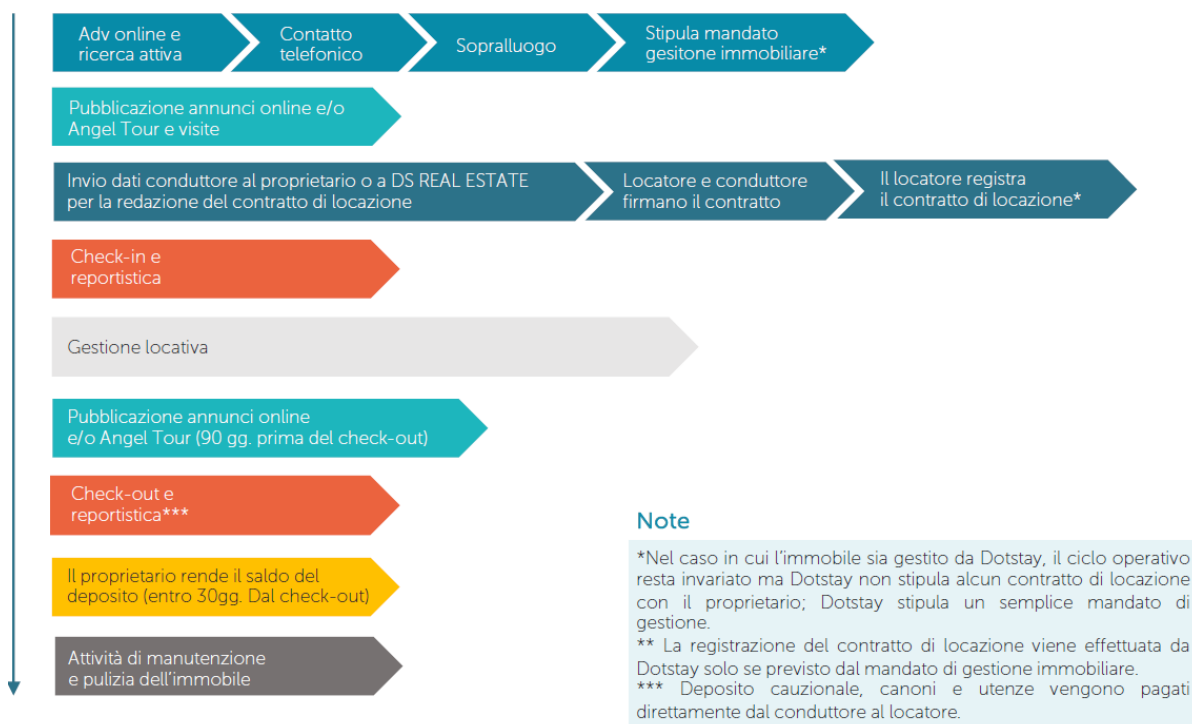 Adv online e
ricerca attiva
Contatto
telefonico
Sopralluogo
Stipula mandato
gesitone immobiliare*
Pubblicazione annunci online e/o
Angel Tour e visite
Invio dati conduttore al proprietario o a DS REAL ESTATE
per la redazione del contratto di locazione
Locatore e conduttore
firmano il contratto
Il locatore registra
il contratto di locazione*
Check-in e
reportistica
Gestione locativa
Pubblicazione annunci online
e/o Angel Tour (90 gg. prima del check-out)
Check-out e
reportistica***
Il proprietario rende il saldo del
deposito (entro 30gg. Dal check-out)
Attività di manutenzione
e pulizia dell'immobile
Note
*Nel caso in cui l'immobile sia gestito da Dotstay, il ciclo operativo
resta invariato ma Dotstay non stipula alcun contratto di locazione
con il proprietario; Dotstay stipula un semplice mandato di
gestione.
** La registrazione del contratto di locazione viene effettuata da
Dotstay solo se previsto dal mandato di gestione immobiliare.
*** Deposito cauzionale, canoni e utenze vengono pagati
direttamente dal conduttore al locatore.